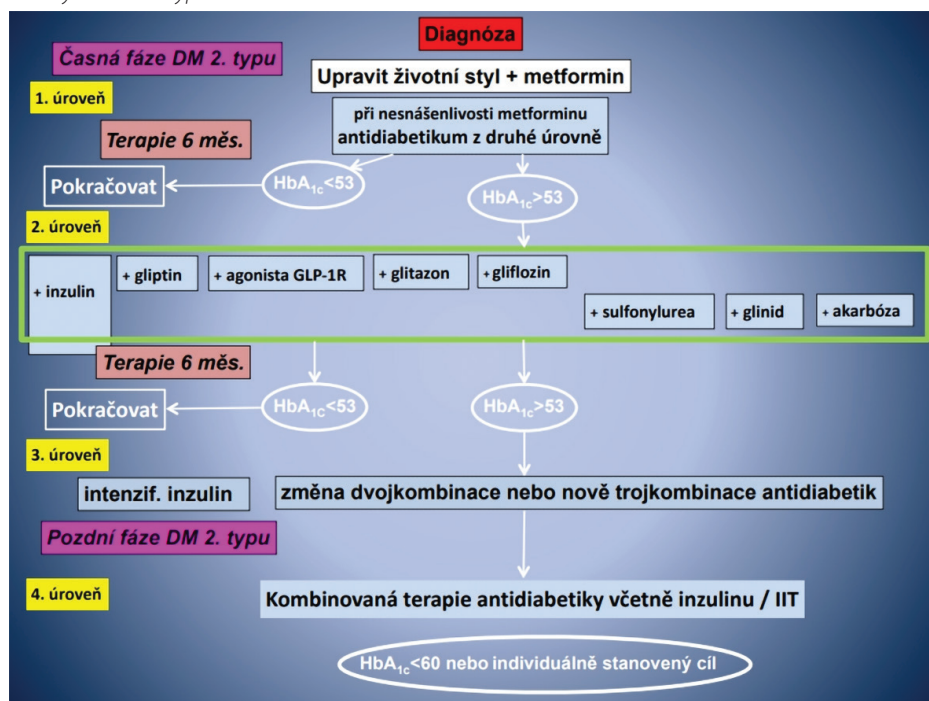 Diagnóza
Časná fáze DM 2. typu
Upravit životní styl + metformin
1. úroveň
při nesnášenlivosti metforminu
antidiabetikum z druhé úrovně
Terapie 6 měs.
Pokračovat
HbA1c<53
HbA1c>53
2. úroveň
+ inzulin
+ gliptin
+ agonista GLP-1R
+ glitazon
+ gliflozin
+ sulfonylurea
+ glinid
+ akarbóza
Terapie 6 měs.
Pokračovat
HbA1c<53
HbA1c>53
3. úroveň
intenzif. inzulin
změna dvojkombinace nebo nově trojkombinace antidiabetik
Pozdní fáze DM 2. typu
4. úroveň
Kombinovaná terapie antidiabetiky včetně inzulinu / IIT
HbA1c<60 nebo individuálně stanovený cíl